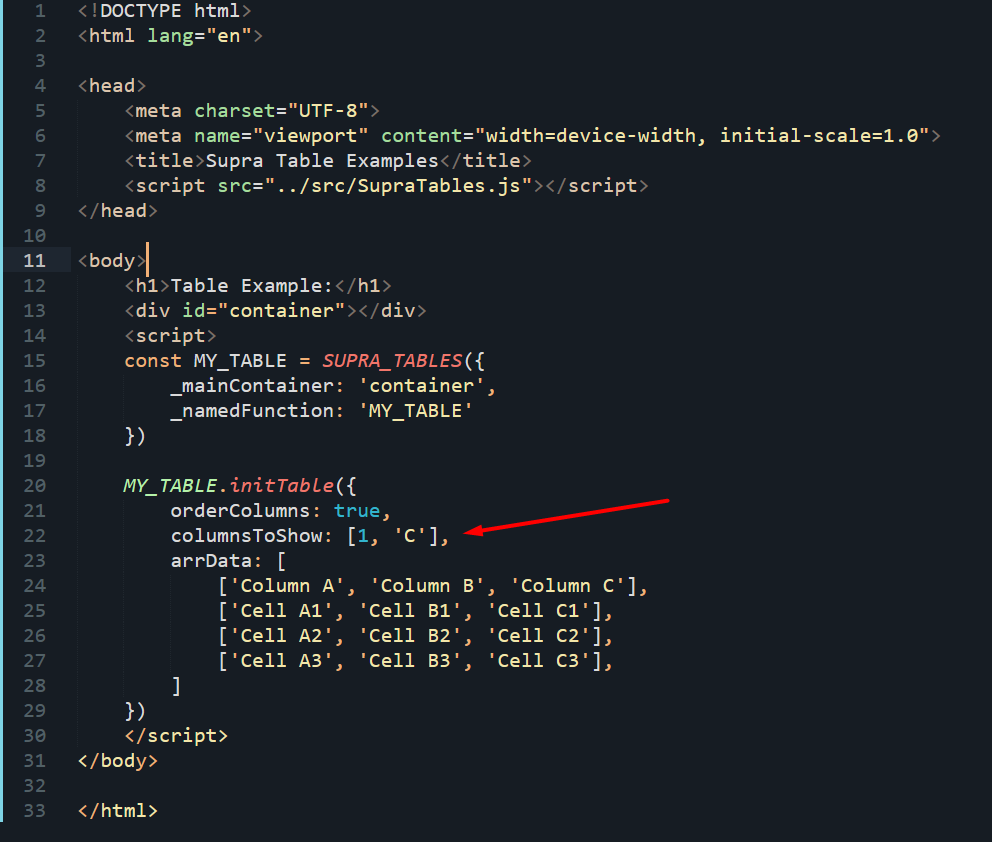 1 <!DOCTYPE html>
2 <html lang="en">
3
4 <head>
5     <meta charset="UTF-8">
6     <meta name="viewport" content="width=device-width, initial-scale=1.0">
7     <title>Supra Table Examples</title>
8     <script src="../src/SupraTables.js"></script>
9 </head>
10
11 <body>
12     <h1>Table Example:</h1>
13     <div id="container"></div>
14     <script>
15     const MY_TABLE = SUPRA_TABLES({
16         _mainContainer: 'container',
17         _namedFunction: 'MY_TABLE'
18     })
19
20     MY_TABLE.initTable({
21         orderColumns: true,
22         columnsToShow: [1, 'C'],
23         arrData: [
24             ['Column A', 'Column B', 'Column C'],
25             ['Cell A1', 'Cell B1', 'Cell C1'],
26             ['Cell A2', 'Cell B2', 'Cell C2'],
27             ['Cell A3', 'Cell B3', 'Cell C3'],
28         ]
29     })
30     </script>
31 </body>
32
33 </html>